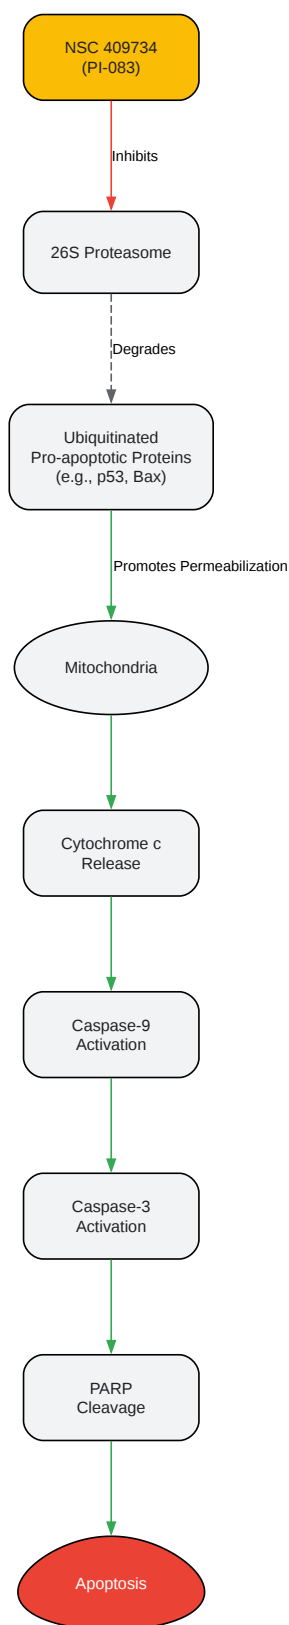 NSC 409734
(PI-083)
Inhibits
26S Proteasome
Degrades
Ubiquitinated
Pro-apoptotic Proteins
(e.g., p53, Bax)
Promotes Permeabilization
Mitochondria
Cytochrome c
Release
Caspase-9
Activation
Caspase-3
Activation
PARP
Cleavage
Apoptosis